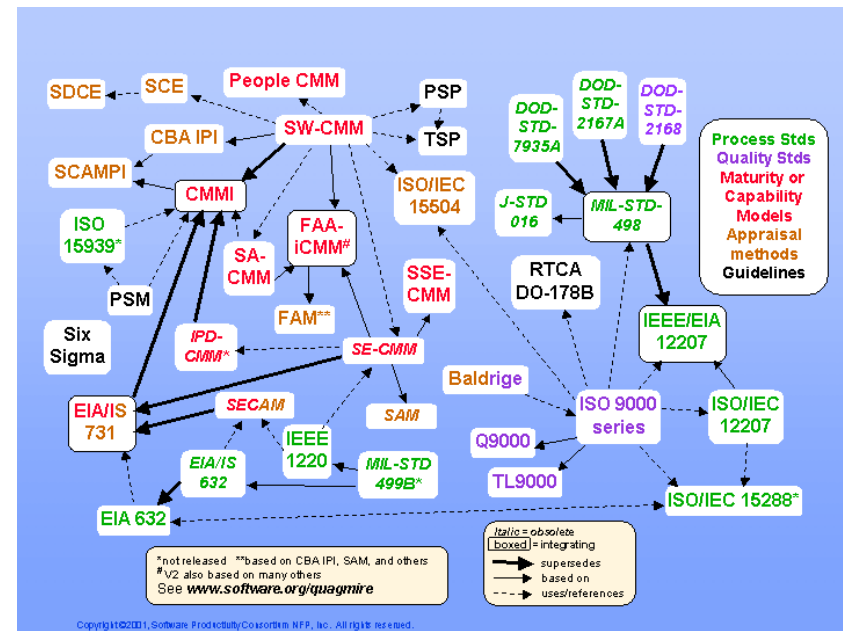 People CMM
SCE
SDCE
PSP
DOD-
STD-
7935A
DOD-
STD-
2167A
DOD-
STD-
2168
SW-CMM
CBA IPI
TSP
Process Stds
Quality Stds
Maturity or
Capability
Models
Appraisal
methods
Guidelines
SCAMPI
CMMI
ISO/IEC
15504
J-STD
016
MIL-STD-
498
ISO
15939*
SA-
CMM
FAA-
iCMM#
SSE-
CMM
RTCA
DO-178B
PSM
FAM**
IEEE/EIA
12207
Six
Sigma
IPD-
CMM*
SE-CMM
Baldrige
EIA/IS
731
SECAM
SAM
ISO 9000
series
ISO/IEC
12207
IEEE
1220
Q9000
EIA/IS
632
MIL-STD
499B*
TL9000
EIA 632
ISO/IEC 15288*
*not released **based on CBA IPI, SAM, and others
#V2 also based on many others
See www.software.org/quagmire
Italic = obsolete
boxed = integrating
supersedes
based on
uses/references
Copyright©2001, Software Productivity Consortium NFP, Inc. All rights reserved.